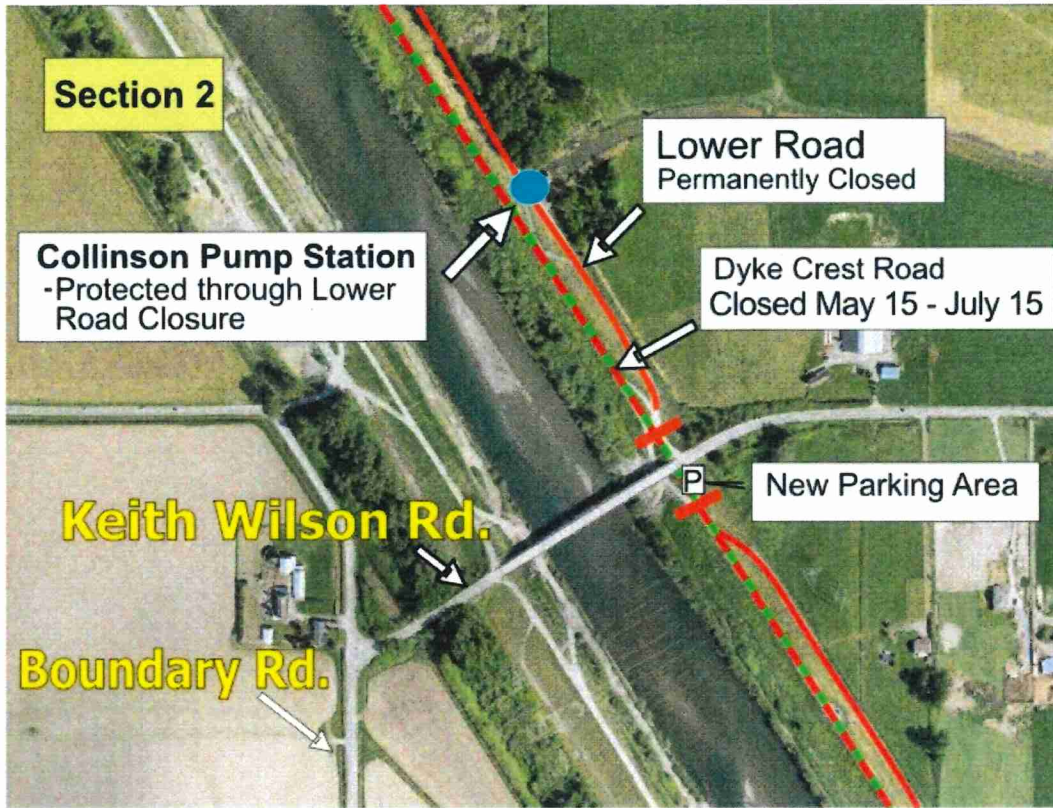 Section 2
Lower Road
Permanently Closed
Collinson Pump Station
-Protected through Lower
Road Closure
Dyke Crest Road
Closed May 15 - July 15
P
New Parking Area
Keith Wilson Rd.
Boundary Rd.